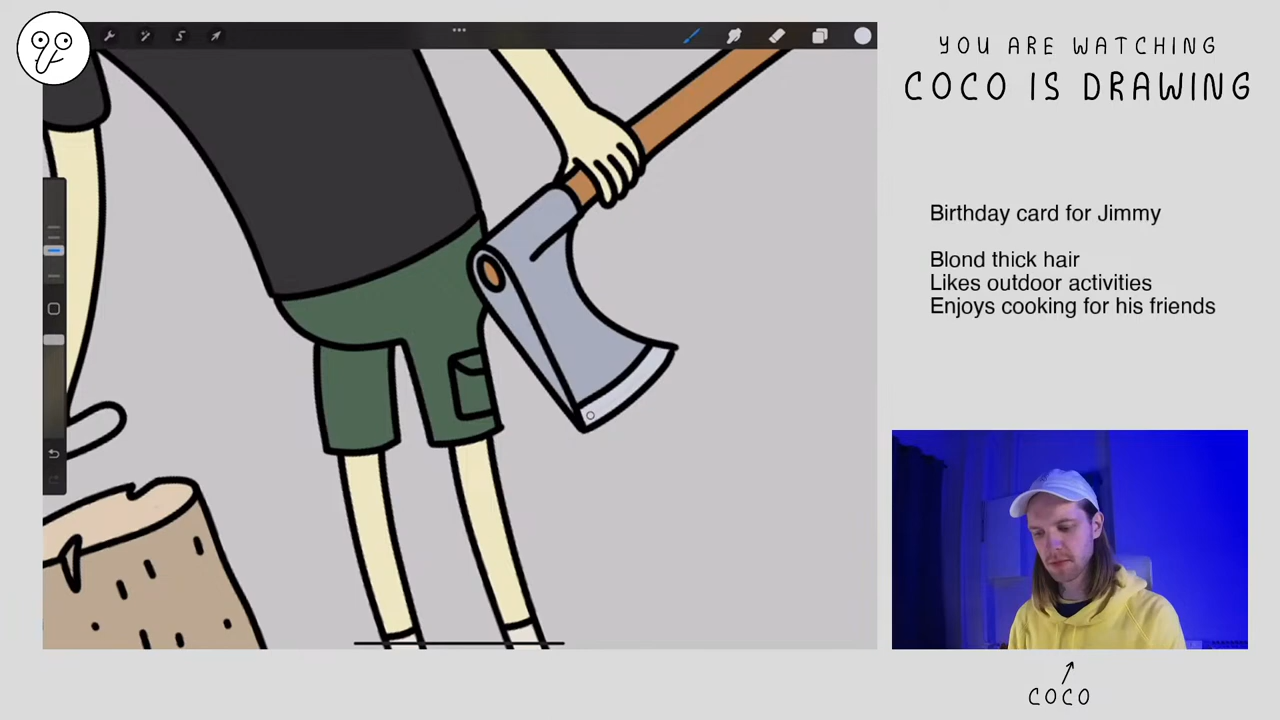 YOU ARE WATCHING
COCO IS DRAWING
Birthday card for Jimmy
Blond thick hair
Likes outdoor activities
Enjoys cooking for his friends
COCO